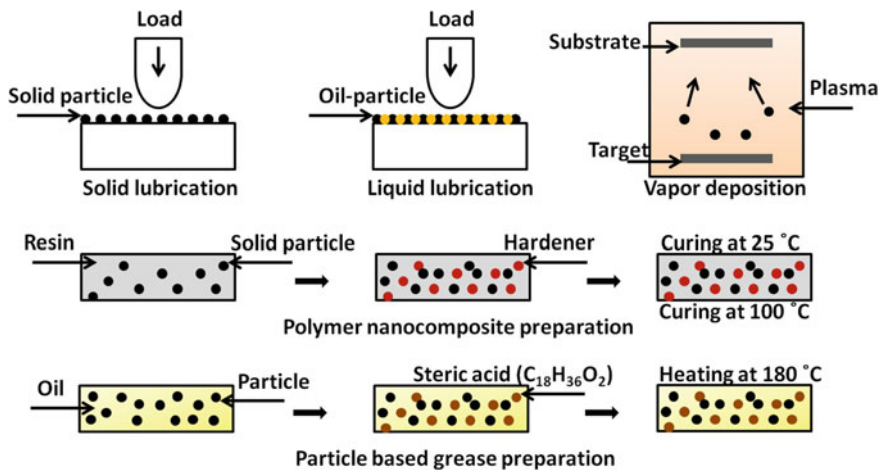 Load
Solid particle
Solid lubrication
Load
Oil-particle
Liquid lubrication
Substrate
Plasma
Target
Vapor deposition
Resin
Solid particle
Hardener
Curing at 25 ˚C
Curing at 100 ˚C
Polymer nanocomposite preparation
Oil
Particle
Steric acid (C₁₈H₃₆O₂)
Heating at 180 ˚C
Particle based grease preparation